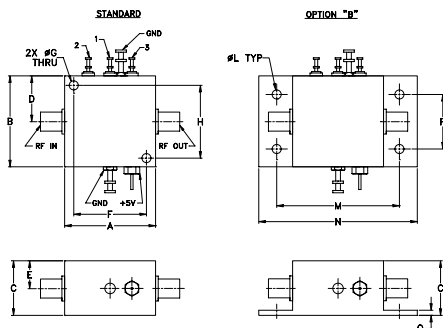 STANDARD
OPTION "B"
GND
1
2
3
2X ØG
THRU
ØL TYP
D
B
H
P
RF IN
RF OUT
GND
+5V
F
A
M
N
E
C
C